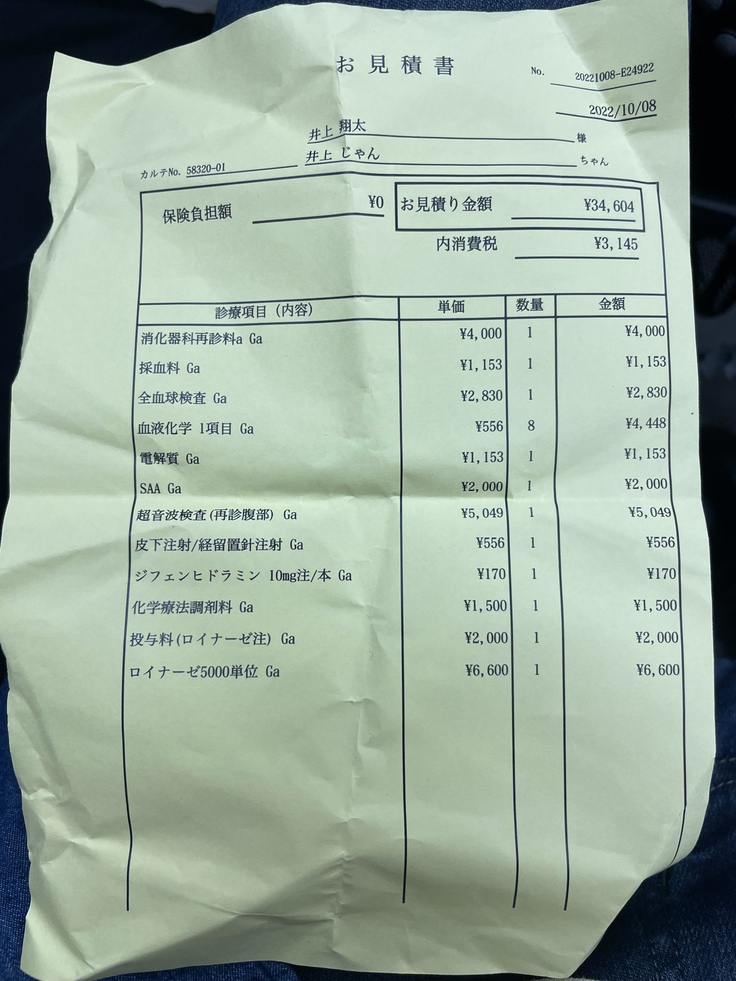 お見積書
No. 20221008-E24922
2022/10/08
井上 翔太 様
カルテNo. 58320-01 井上 じゃん ちゃん
保険負担額 ¥0 お見積り金額 ¥34,604
内消費税 ¥3,145
診療項目（内容） 単価 数量 金額
消化器科再診料a Ga ¥4,000 1 ¥4,000
採血料 Ga ¥1,153 1 ¥1,153
全血球検査 Ga ¥2,830 1 ¥2,830
血液化学 1項目 Ga ¥556 8 ¥4,448
電解質 Ga ¥1,153 1 ¥1,153
SAA Ga ¥2,000 1 ¥2,000
超音波検査(再診腹部) Ga ¥5,049 1 ¥5,049
皮下注射/経留置針注射 Ga ¥556 1 ¥556
ジフェンヒドラミン 10mg注/本 Ga ¥170 1 ¥170
化学療法調剤料 Ga ¥1,500 1 ¥1,500
投与料(ロイナーゼ注) Ga ¥2,000 1 ¥2,000
ロイナーゼ5000単位 Ga ¥6,600 1 ¥6,600